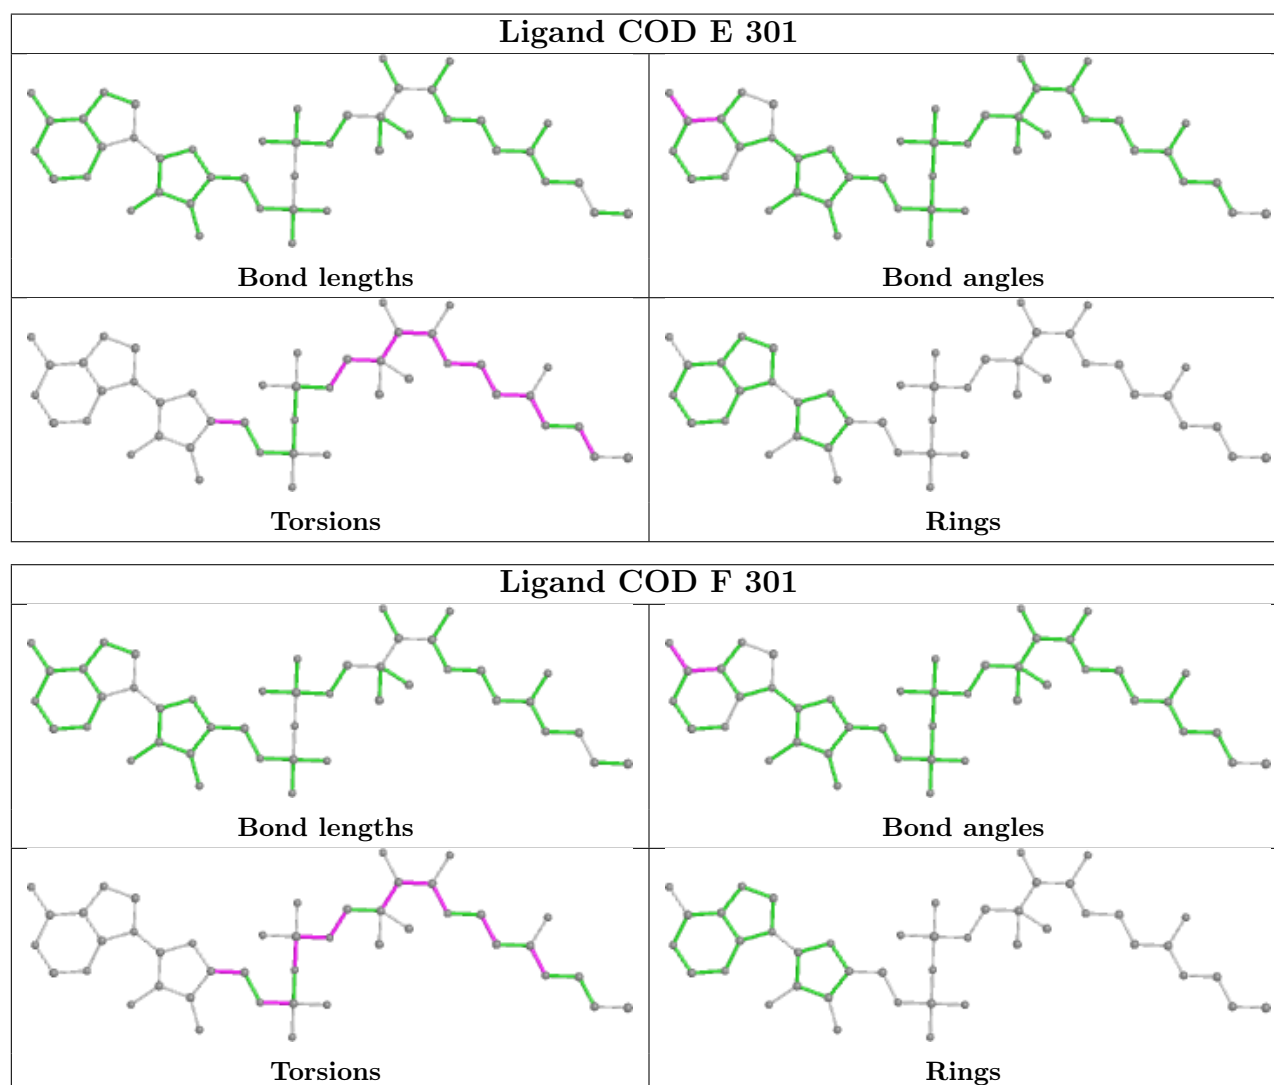 Ligand COD E 301
Bond lengths
Bond angles
Torsions
Rings
Ligand COD F 301
Bond lengths
Bond angles
Torsions
Rings